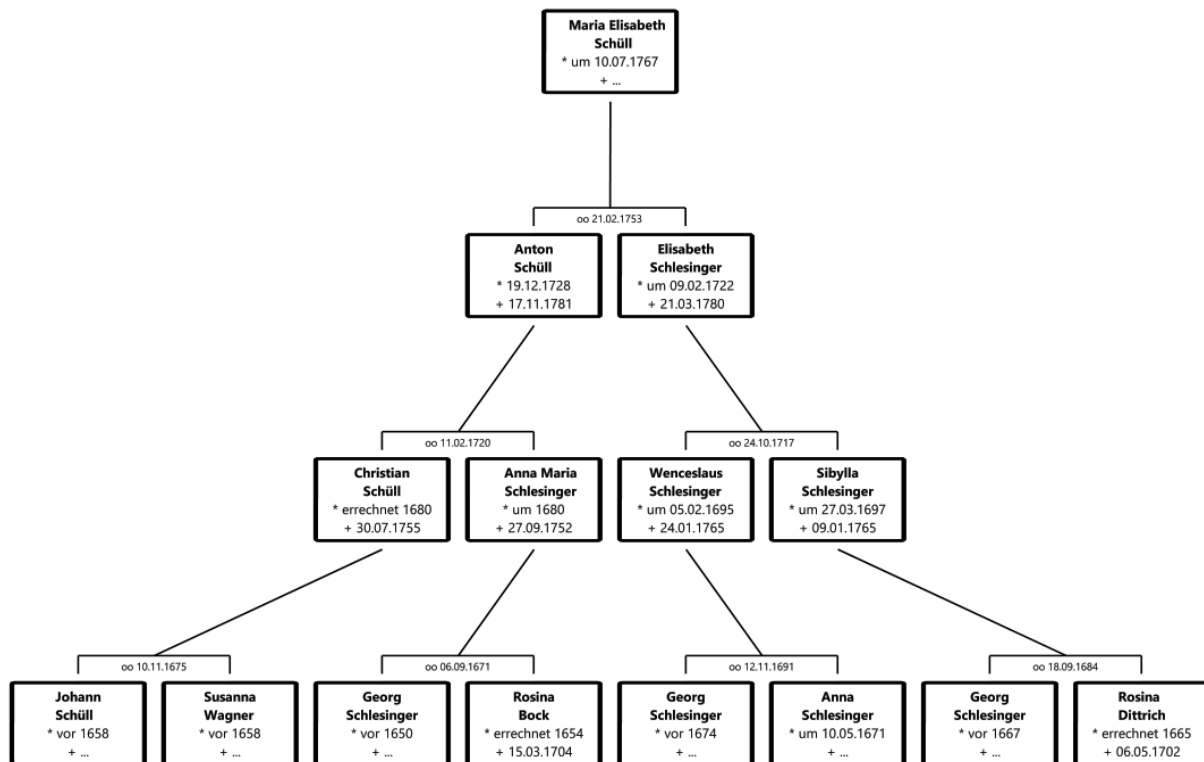 Maria Elisabeth
Schüll
* um 10.07.1767
+ ...
oo 21.02.1753
Anton
Schüll
* 19.12.1728
+ 17.11.1781
Elisabeth
Schlesinger
* um 09.02.1722
+ 21.03.1780
oo 11.02.1720
oo 24.10.1717
Christian
Schüll
* errechnet 1680
+ 30.07.1755
Anna Maria
Schlesinger
* um 1680
+ 27.09.1752
Wenceslaus
Schlesinger
* um 05.02.1695
+ 24.01.1765
Sibylla
Schlesinger
* um 27.03.1697
+ 09.01.1765
oo 10.11.1675
oo 06.09.1671
oo 12.11.1691
oo 18.09.1684
Johann
Schüll
* vor 1658
+ ...
Susanna
Wagner
* vor 1658
+ ...
Georg
Schlesinger
* vor 1650
+ ...
Rosina
Bock
* errechnet 1654
+ 15.03.1704
Georg
Schlesinger
* vor 1674
+ ...
Anna
Schlesinger
* um 10.05.1671
+ ...
Georg
Schlesinger
* vor 1667
+ ...
Rosina
Dittrich
* errechnet 1665
+ 06.05.1702